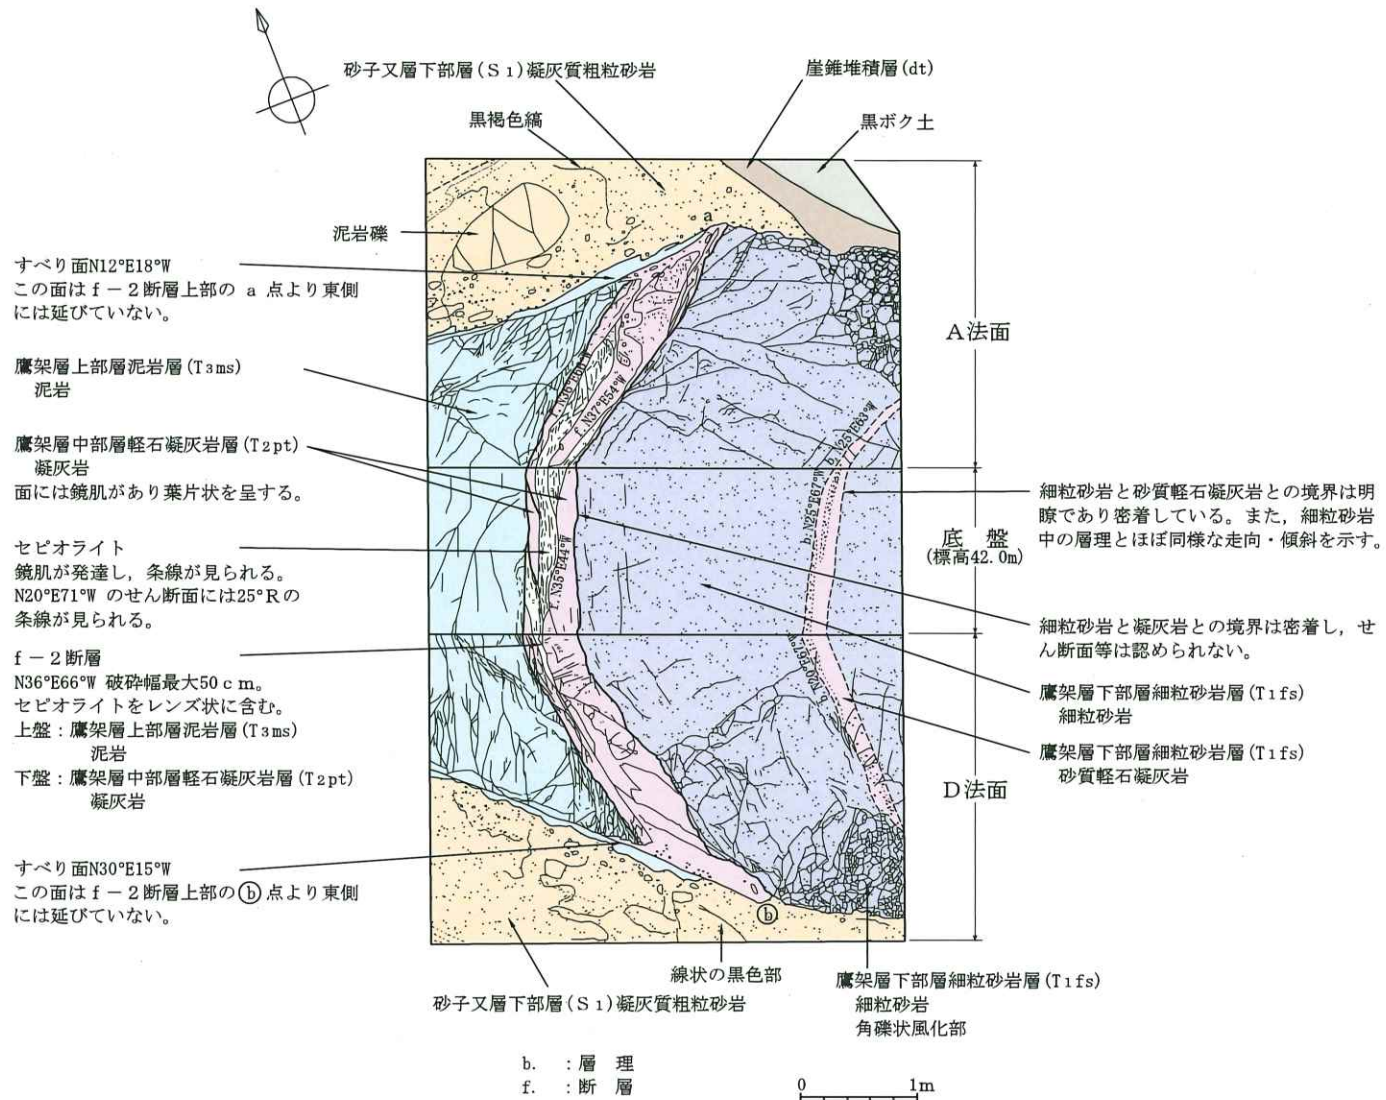 砂子又層下部層(S1)凝灰質粗粒砂岩
崖錐堆積層(dt)
黒褐色縞
黒ボク土
泥岩礫
a
すべり面N12°E18°W
この面はf－2断層上部の a 点より東側
には延びていない。
A法面
鷹架層上部層泥岩層(T3ms)
泥岩
f. N36°E66°W
f. N37°E54°W
b. N25°E63°W
鷹架層中部層軽石凝灰岩層(T2pt)
凝灰岩
面には鏡肌があり葉片状を呈する。
b. N25°E67°W
細粒砂岩と砂質軽石凝灰岩との境界は明
瞭であり密着している。また，細粒砂岩
中の層理とほぼ同様な走向・傾斜を示す。
底 盤
(標高42.0m)
セピオライト
鏡肌が発達し，条線が見られる。
N20°E71°W のせん断面には25°Rの
条線が見られる。
f. N35°E44°W
細粒砂岩と凝灰岩との境界は密着し，せ
ん断面等は認められない。
f－2断層
N36°E66°W 破砕幅最大50cm。
セピオライトをレンズ状に含む。
上盤：鷹架層上部層泥岩層(T3ms)
泥岩
下盤：鷹架層中部層軽石凝灰岩層(T2pt)
凝灰岩
鷹架層下部層細粒砂岩層(T1fs)
細粒砂岩
鷹架層下部層細粒砂岩層(T1fs)
砂質軽石凝灰岩
D法面
すべり面N30°E15°W
この面はf－2断層上部のⓑ点より東側
には延びていない。
ⓑ
線状の黒色部
砂子又層下部層(S1)凝灰質粗粒砂岩
鷹架層下部層細粒砂岩層(T1fs)
細粒砂岩
角礫状風化部
b. ：層 理
f. ：断 層
0 1m